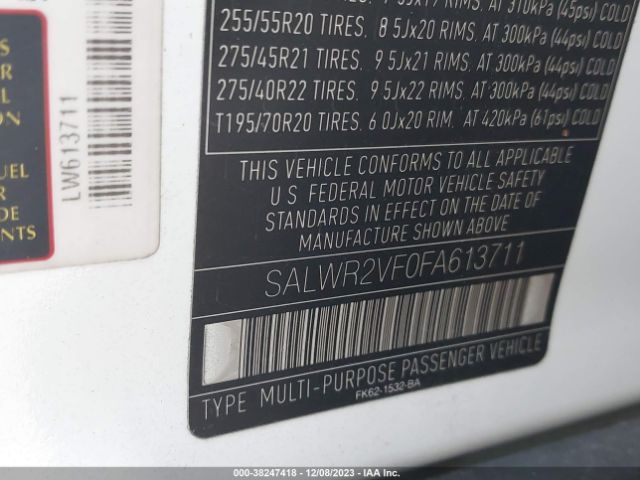 AT 310kPa (45psi) COLD
255/55R20 TIRES. 8 5Jx20 RIMS, AT 300kPa (44psi) COLD
275/45R21 TIRES. 9 5Jx21 RIMS, AT 300kPa (44psi) COLD
275/40R22 TIRES. 9 5Jx22 RIMS, AT 300kPa (44psi) COLD
T195/70R20 TIRES. 6 0Jx20 RIM. AT 420kPa (61psi) COLD
THIS VEHICLE CONFORMS TO ALL APPLICABLE
U S FEDERAL MOTOR VEHICLE SAFETY
STANDARDS IN EFFECT ON THE DATE OF
MANUFACTURE SHOWN ABOVE
SALWR2VF0FA613711
TYPE MULTI-PURPOSE PASSENGER VEHICLE
FK62-1532-BA
LW613711
000-38247418 - 12/08/2023 - IAA Inc.